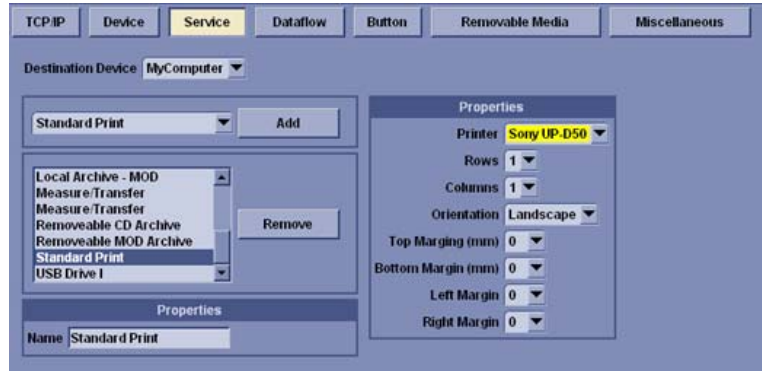 TCP/IP Device Service Dataflow Button Removable Media Miscellaneous
Destination Device MyComputer
Standard Print Add
Local Archive - MOD
Measure/Transfer
Measure/Transfer
Removeable CD Archive
Removeable MOD Archive
Standard Print
USB Drive I
Remove
Properties
Name Standard Print
Properties
Printer Sony UP-D50
Rows 1
Columns 1
Orientation Landscape
Top Marging (mm) 0
Bottom Margin (mm) 0
Left Margin 0
Right Margin 0